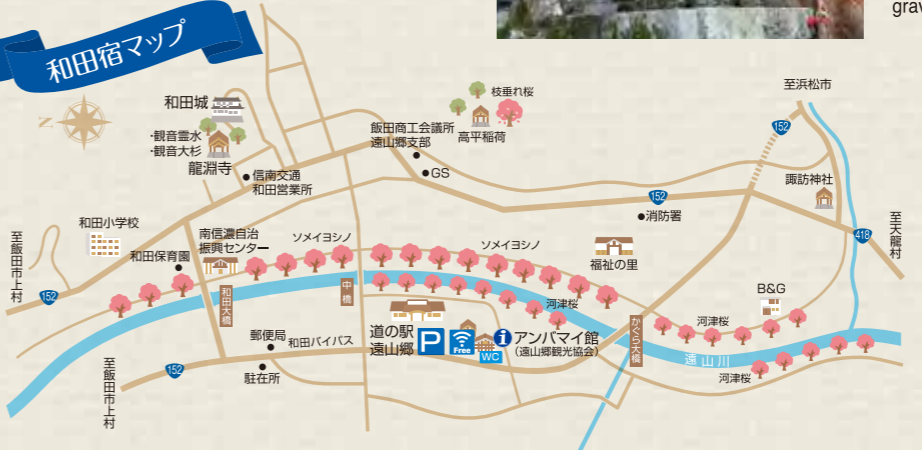 和田宿マップ
grav
N
和田城
・観音霊水
・観音大杉
龍淵寺
信南交通
和田営業所
飯田商工会議所
遠山郷支部
GS
枝垂れ桜
高平稲荷
至浜松市
152
諏訪神社
152
消防署
至天龍村
418
和田小学校
至飯田市上村
152
和田保育園
南信濃自治
振興センター
ソメイヨシノ
ソメイヨシノ
福祉の里
和田大橋
中橋
河津桜
B&G
河津桜
郵便局
和田バイパス
道の駅
遠山郷
P
Free
WC
i
アンバマイ館
(遠山郷観光協会)
かぐら大橋
遠山川
河津桜
駐在所
152
至飯田市上村